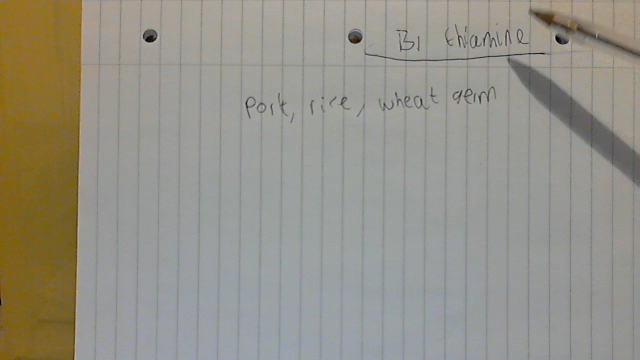 B1 thiamine
Pork, rice, wheat germ